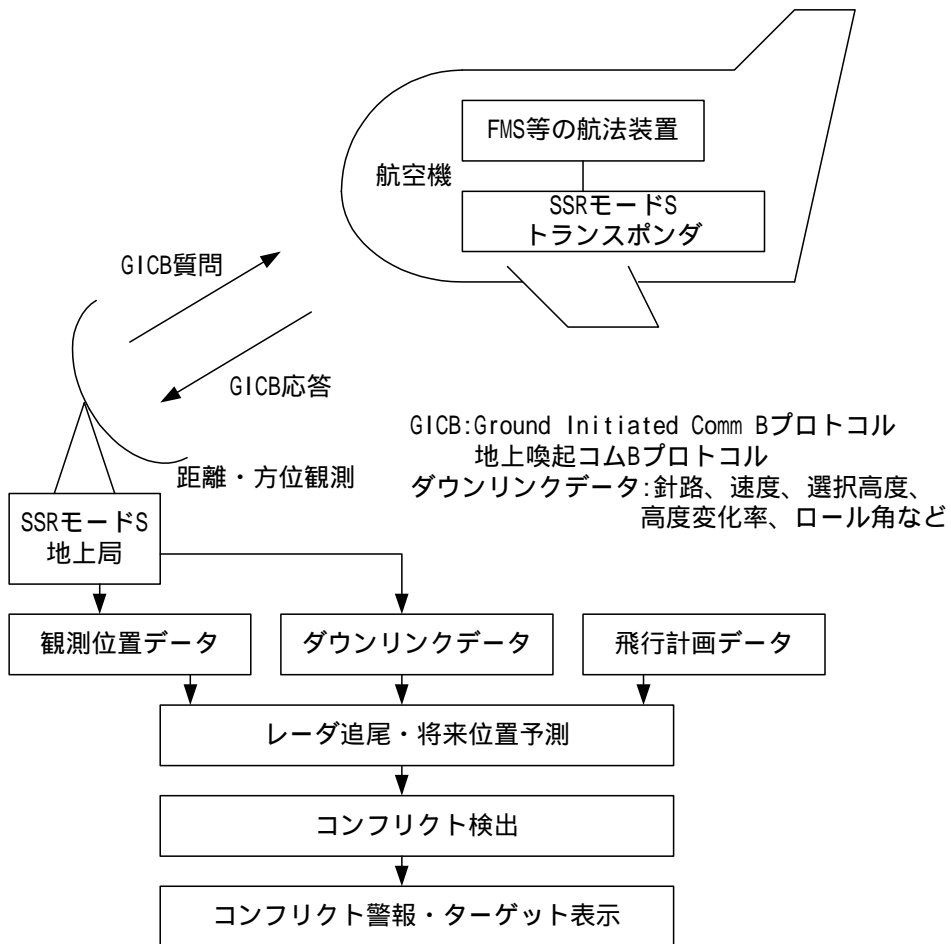 FMS等の航法装置
航空機
SSRモードS
トランスポンダ
GICB質問
GICB応答
GICB:Ground Initiated Comm Bプロトコル
地上喚起コムBプロトコル
ダウンリンクデータ:針路、速度、選択高度、
高度変化率、ロール角など
距離・方位観測
SSRモードS
地上局
観測位置データ
ダウンリンクデータ
飛行計画データ
レーダ追尾・将来位置予測
コンフリクト検出
コンフリクト警報・ターゲット表示